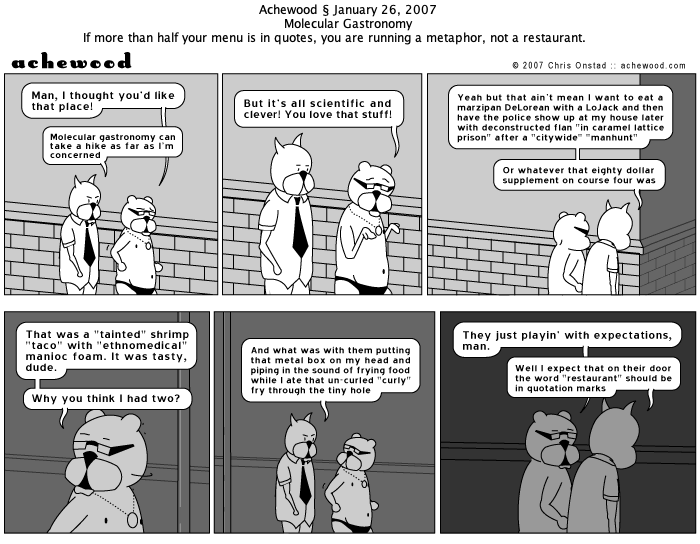 Achewood § January 26, 2007
Molecular Gastronomy
If more than half your menu is in quotes, you are running a metaphor, not a restaurant.
achewood
© 2007 Chris Onstad :: achewood.com
Man, I thought you'd like
that place!
Molecular gastronomy can
take a hike as far as I'm
concerned
But it's all scientific and
clever! You love that stuff!
Yeah but that ain't mean I want to eat a
marzipan DeLorean with a LoJack and then
have the police show up at my house later
with deconstructed flan "in caramel lattice
prison" after a "citywide" "manhunt"
Or whatever that eighty dollar
supplement on course four was
That was a "tainted" shrimp
"taco" with "ethnomedical"
manioc foam. It was tasty,
dude.
Why you think I had two?
And what was with them putting
that metal box on my head and
piping in the sound of frying food
while I ate that un-curled "curly"
fry through the tiny hole
They just playin' with expectations,
man.
Well I expect that on their door
the word "restaurant" should be
in quotation marks